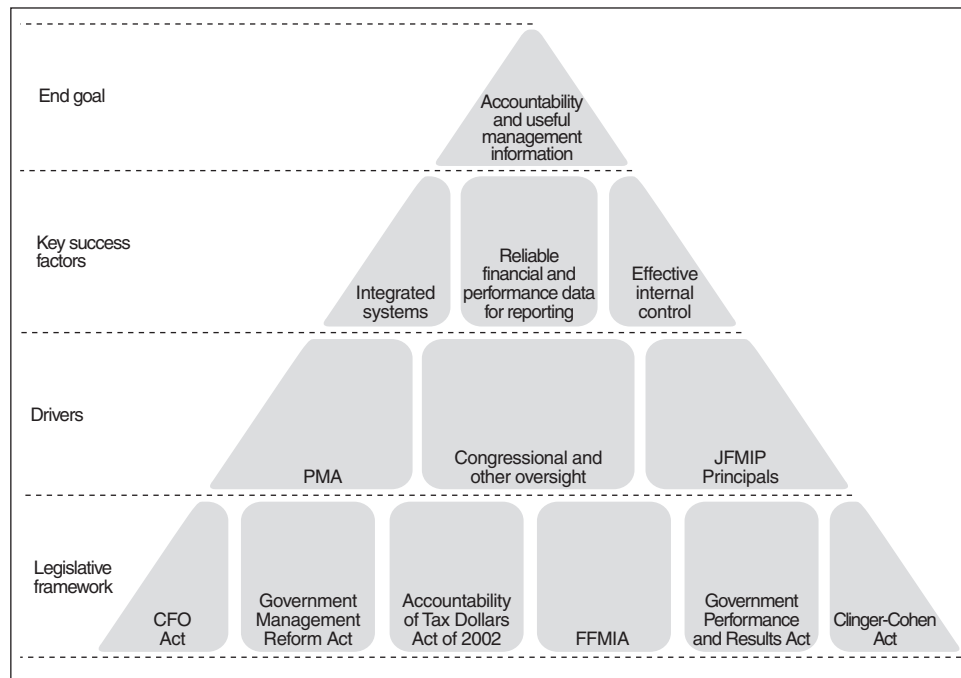 End goal
Accountability
and useful
management
information
Key success
factors
Integrated
systems
Reliable
financial and
performance data
for reporting
Effective
internal
control
Drivers
PMA
Congressional and
other oversight
JFMIP
Principals
Legislative
framework
CFO
Act
Government
Management
Reform Act
Accountability
of Tax Dollars
Act of 2002
FFMIA
Government
Performance
and Results Act
Clinger-Cohen
Act